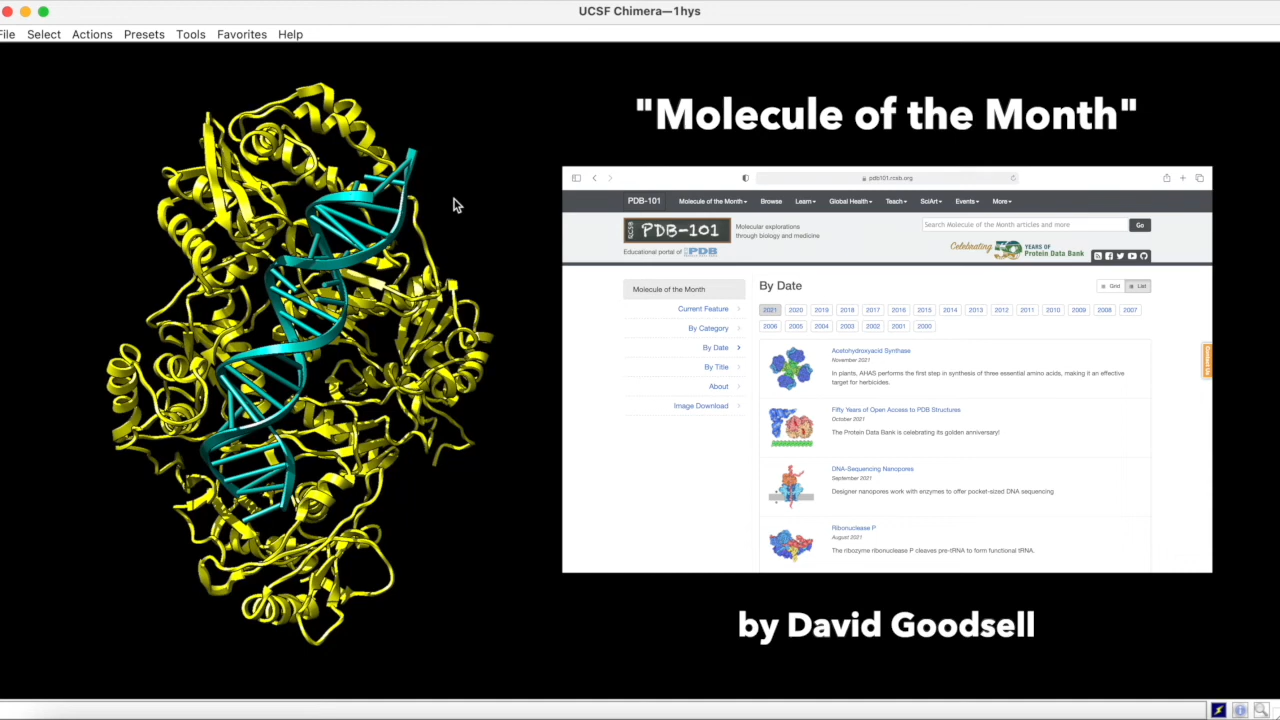 UCSF Chimera—1hys
File Select Actions Presets Tools Favorites Help
"Molecule of the Month"
pdb101.rcsb.org
PDB-101 Molecule of the Month Browse Learn Global Health Teach SciArt Events More
PDB-101
Molecular explorations
through biology and medicine
Search Molecule of the Month articles and more Go
Educational portal of PDB
Celebrating 50 YEARS OF
Protein Data Bank
Molecule of the Month
Current Feature
By Category
By Date
By Title
About
Image Download
By Date
Grid List
2021 2020 2019 2018 2017 2016 2015 2014 2013 2012 2011 2010 2009 2008 2007
2006 2005 2004 2003 2002 2001 2000
Acetohydroxyacid Synthase
November 2021
In plants, AHAS performs the first step in synthesis of three essential amino acids, making it an effective
target for herbicides.
Fifty Years of Open Access to PDB Structures
October 2021
The Protein Data Bank is celebrating its golden anniversary!
DNA-Sequencing Nanopores
September 2021
Designer nanopores work with enzymes to offer pocket-sized DNA sequencing
Ribonuclease P
August 2021
The ribozyme ribonuclease P cleaves pre-tRNA to form functional tRNA.
Contact Us
by David Goodsell